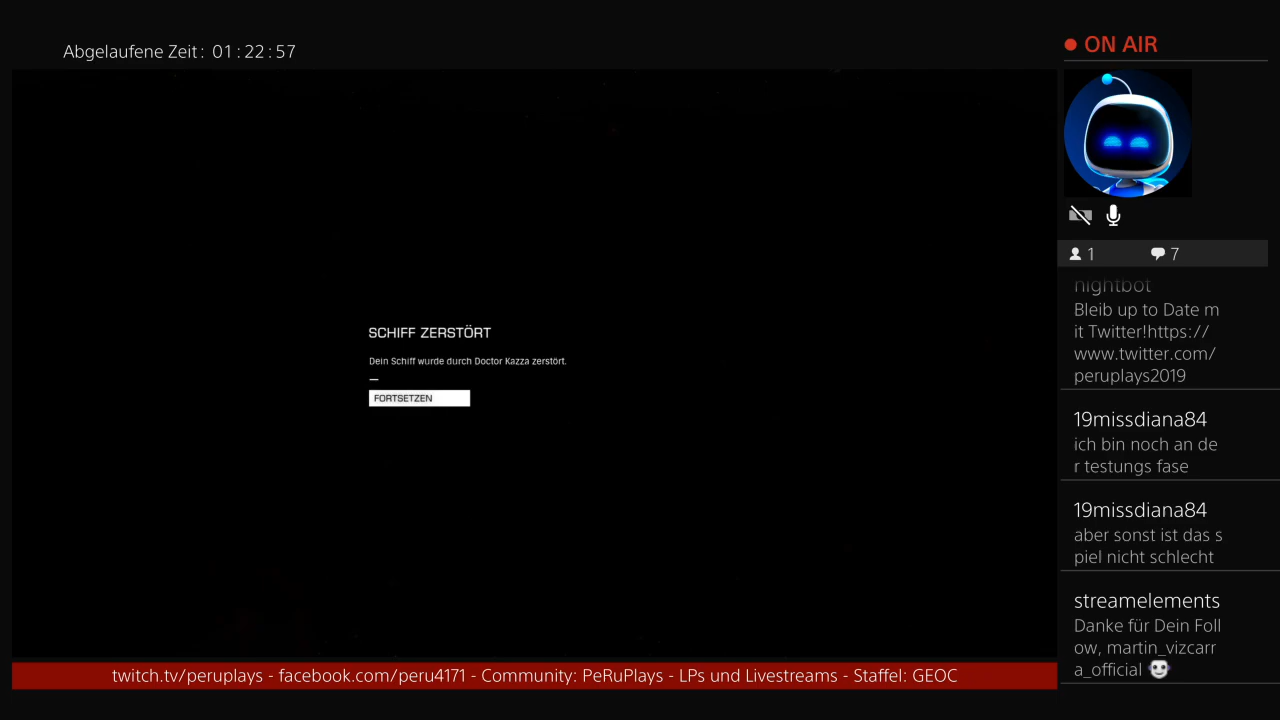 Abgelaufene Zeit: 01:22:57
ON AIR
1
7
nightbot
Bleib up to Date m
it Twitter!https://
www.twitter.com/
peruplays2019
19missdiana84
ich bin noch an de
r testungs fase
19missdiana84
aber sonst ist das s
piel nicht schlecht
streamelements
Danke für Dein Foll
ow, martin_vizcarr
a_official
SCHIFF ZERSTÖRT
Dein Schiff wurde durch Doctor Kazza zerstört.
FORTSETZEN
twitch.tv/peruplays - facebook.com/peru4171 - Community: PeRuPlays - LPs und Livestreams - Staffel: GEOC